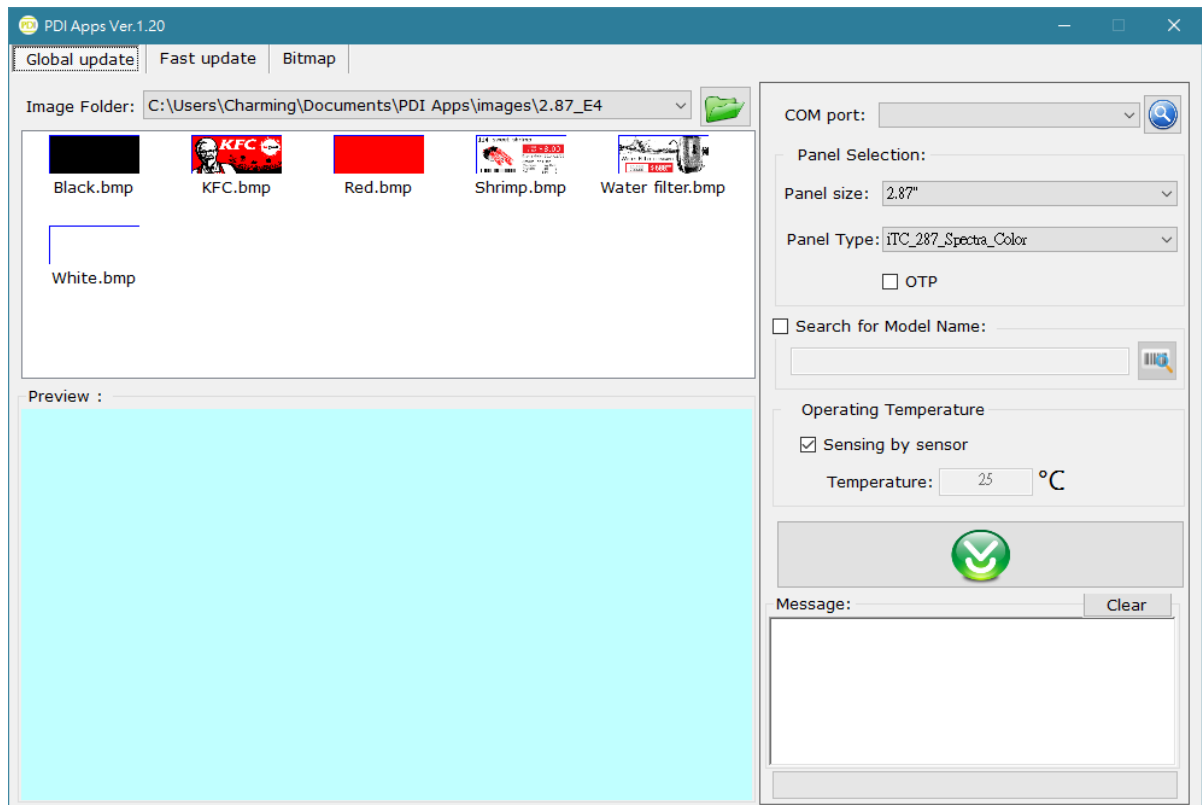 PDI Apps Ver.1.20
Global update
Fast update
Bitmap
Image Folder: C:\Users\Charming\Documents\PDI Apps\images\2.87_E4
KFC
Black.bmp
KFC.bmp
Red.bmp
Shrimp.bmp
Water filter.bmp
White.bmp
Preview :
COM port:
Panel Selection:
Panel size: 2.87"
Panel Type: iTC_287_Spectra_Color
OTP
Search for Model Name:
Operating Temperature
Sensing by sensor
Temperature: 25 °C
Message:
Clear